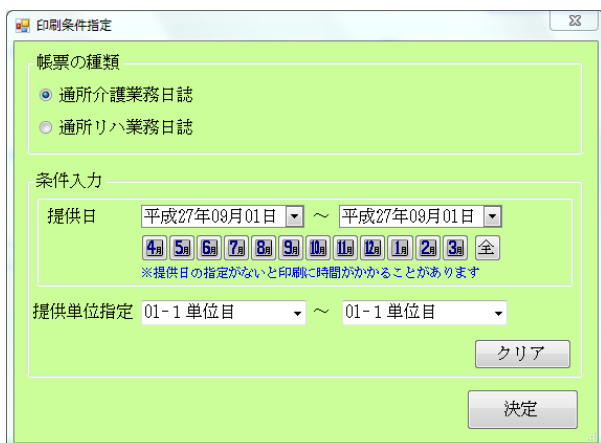 印刷条件指定
帳票の種類
通所介護業務日誌
通所リハ業務日誌
条件入力
提供日 平成27年09月01日 ～ 平成27年09月01日
4月 5月 6月 7月 8月 9月 10月 11月 12月 1月 2月 3月 全
※提供日の指定がないと印刷に時間がかかることがあります
提供単位指定 01-1単位目 ～ 01-1単位目
クリア
決定